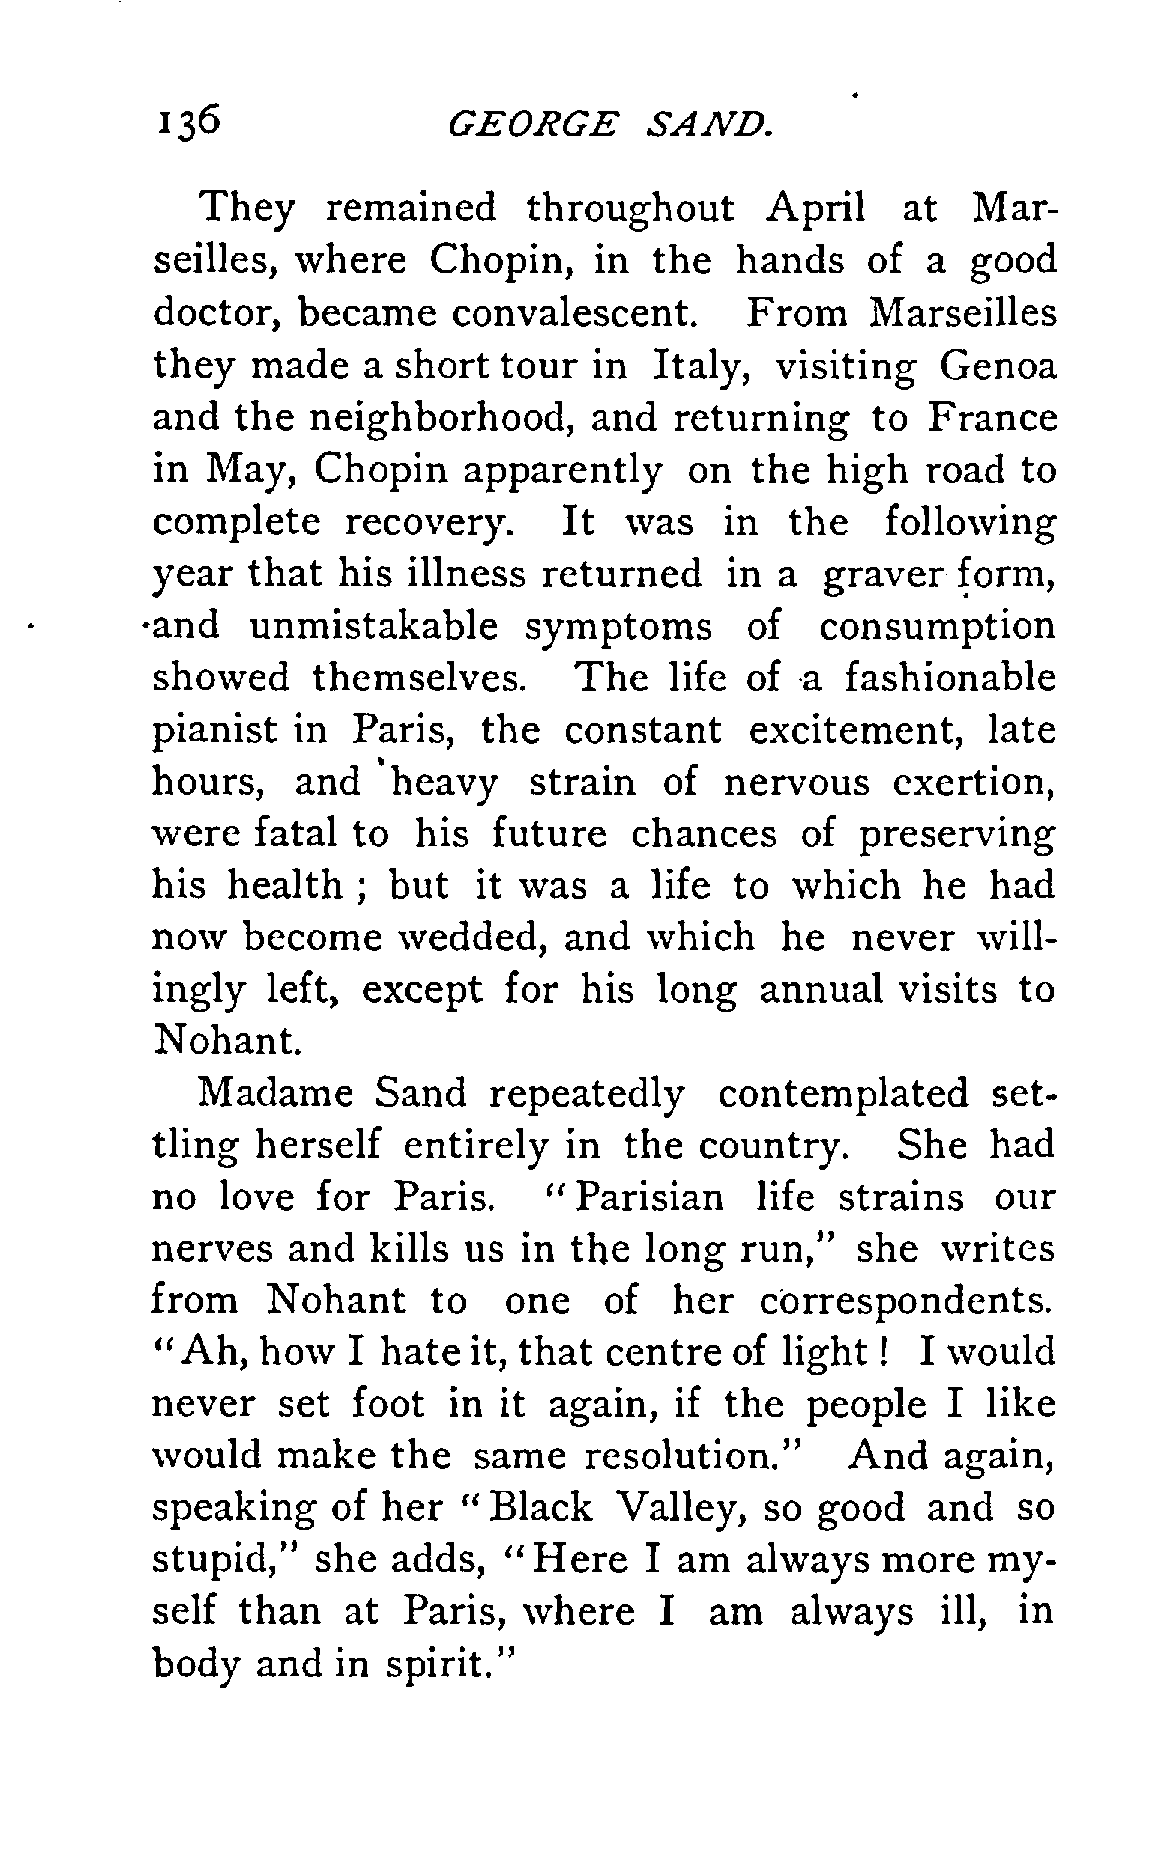 136 GEORGE SAND.
They remained throughout April at Mar-
seilles, where Chopin, in the hands of a good
doctor, became convalescent. From Marseilles
they made a short tour in Italy, visiting Genoa
and the neighborhood, and returning to France
in May, Chopin apparently on the high road to
complete recovery. It was in the following
year that his illness returned in a graver form,
and unmistakable symptoms of consumption
showed themselves. The life of a fashionable
pianist in Paris, the constant excitement, late
hours, and heavy strain of nervous exertion,
were fatal to his future chances of preserving
his health ; but it was a life to which he had
now become wedded, and which he never will-
ingly left, except for his long annual visits to
Nohant.
Madame Sand repeatedly contemplated set-
tling herself entirely in the country. She had
no love for Paris. “ Parisian life strains our
nerves and kills us in the long run,” she writes
from Nohant to one of her correspondents.
“ Ah, how I hate it, that centre of light ! I would
never set foot in it again, if the people I like
would make the same resolution.” And again,
speaking of her “ Black Valley, so good and so
stupid,” she adds, “ Here I am always more my-
self than at Paris, where I am always ill, in
body and in spirit.”